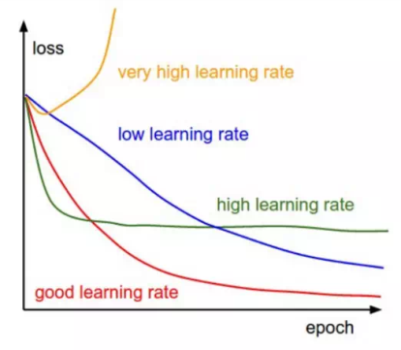 loss
very high learning rate
low learning rate
high learning rate
good learning rate
epoch